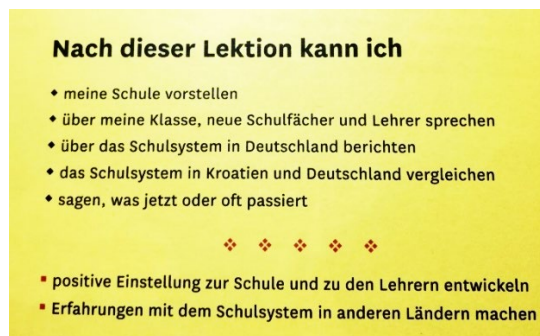 Nach dieser Lektion kann ich
◆ meine Schule vorstellen
◆ über meine Klasse, neue Schulfächer und Lehrer sprechen
◆ über das Schulsystem in Deutschland berichten
◆ das Schulsystem in Kroatien und Deutschland vergleichen
◆ sagen, was jetzt oder oft passiert
❖ ❖ ❖ ❖ ❖
▪ positive Einstellung zur Schule und zu den Lehrern entwickeln
▪ Erfahrungen mit dem Schulsystem in anderen Ländern machen